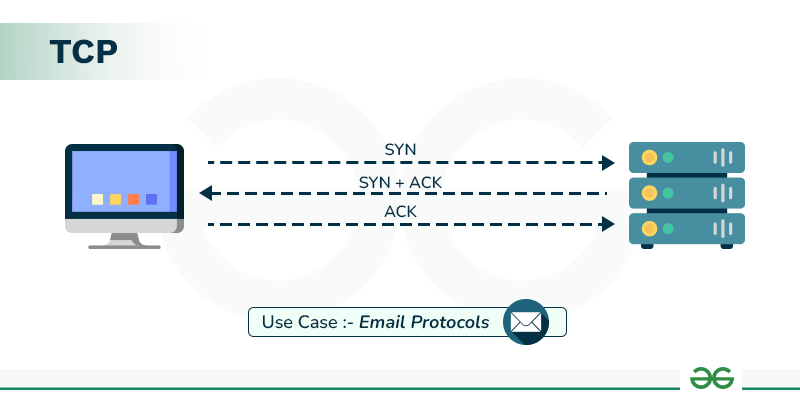 TCP
SYN
SYN + ACK
ACK
Use Case :- Email Protocols